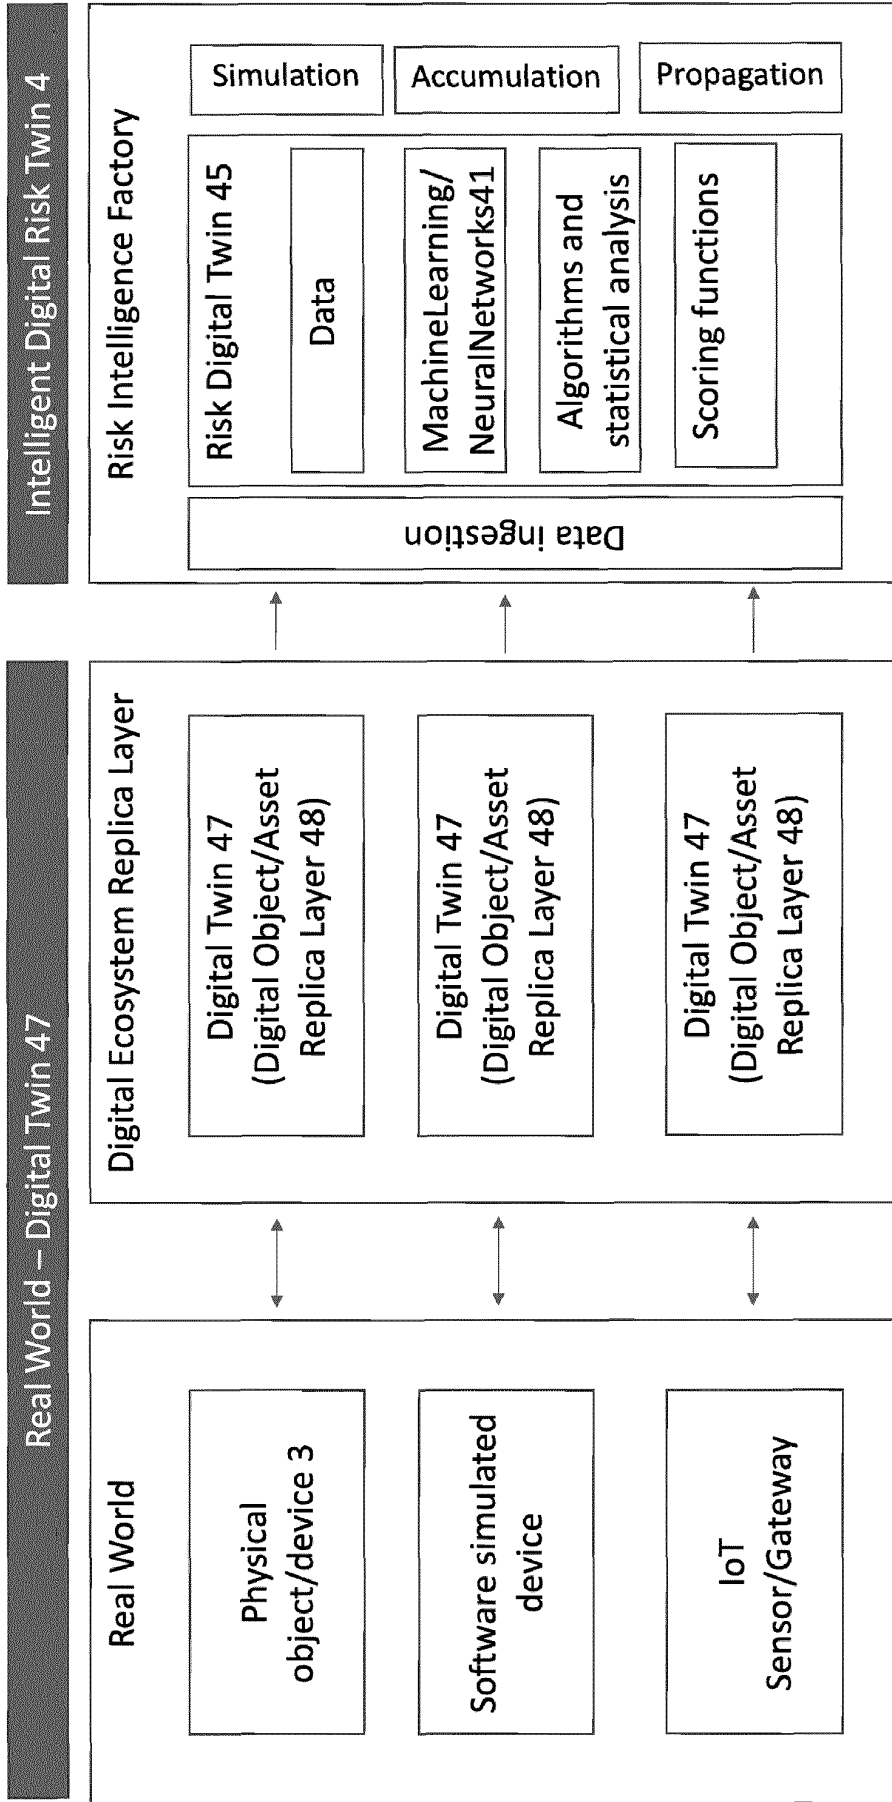 Real World – Digital Twin 47
Intelligent Digital Risk Twin 4
Real World
Physical
object/device 3
Software simulated
device
IoT
Sensor/Gateway
Digital Ecosystem Replica Layer
Digital Twin 47
(Digital Object/Asset
Replica Layer 48)
Digital Twin 47
(Digital Object/Asset
Replica Layer 48)
Digital Twin 47
(Digital Object/Asset
Replica Layer 48)
Risk Intelligence Factory
Data ingestion
Risk Digital Twin 45
Data
MachineLearning/
NeuralNetworks41
Algorithms and
statistical analysis
Scoring functions
Simulation
Accumulation
Propagation